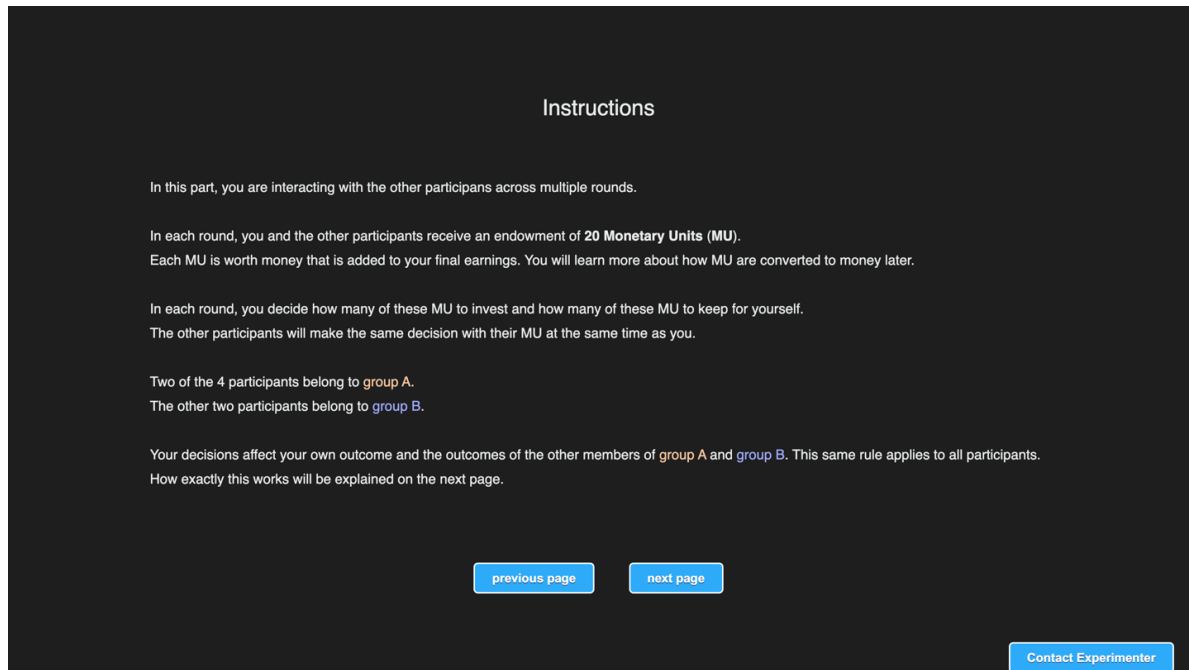 Instructions
In this part, you are interacting with the other participans across multiple rounds.
In each round, you and the other participants receive an endowment of 20 Monetary Units (MU).
Each MU is worth money that is added to your final earnings. You will learn more about how MU are converted to money later.
In each round, you decide how many of these MU to invest and how many of these MU to keep for yourself.
The other participants will make the same decision with their MU at the same time as you.
Two of the 4 participants belong to group A.
The other two participants belong to group B.
Your decisions affect your own outcome and the outcomes of the other members of group A and group B. This same rule applies to all participants.
How exactly this works will be explained on the next page.
previous page
next page
Contact Experimenter